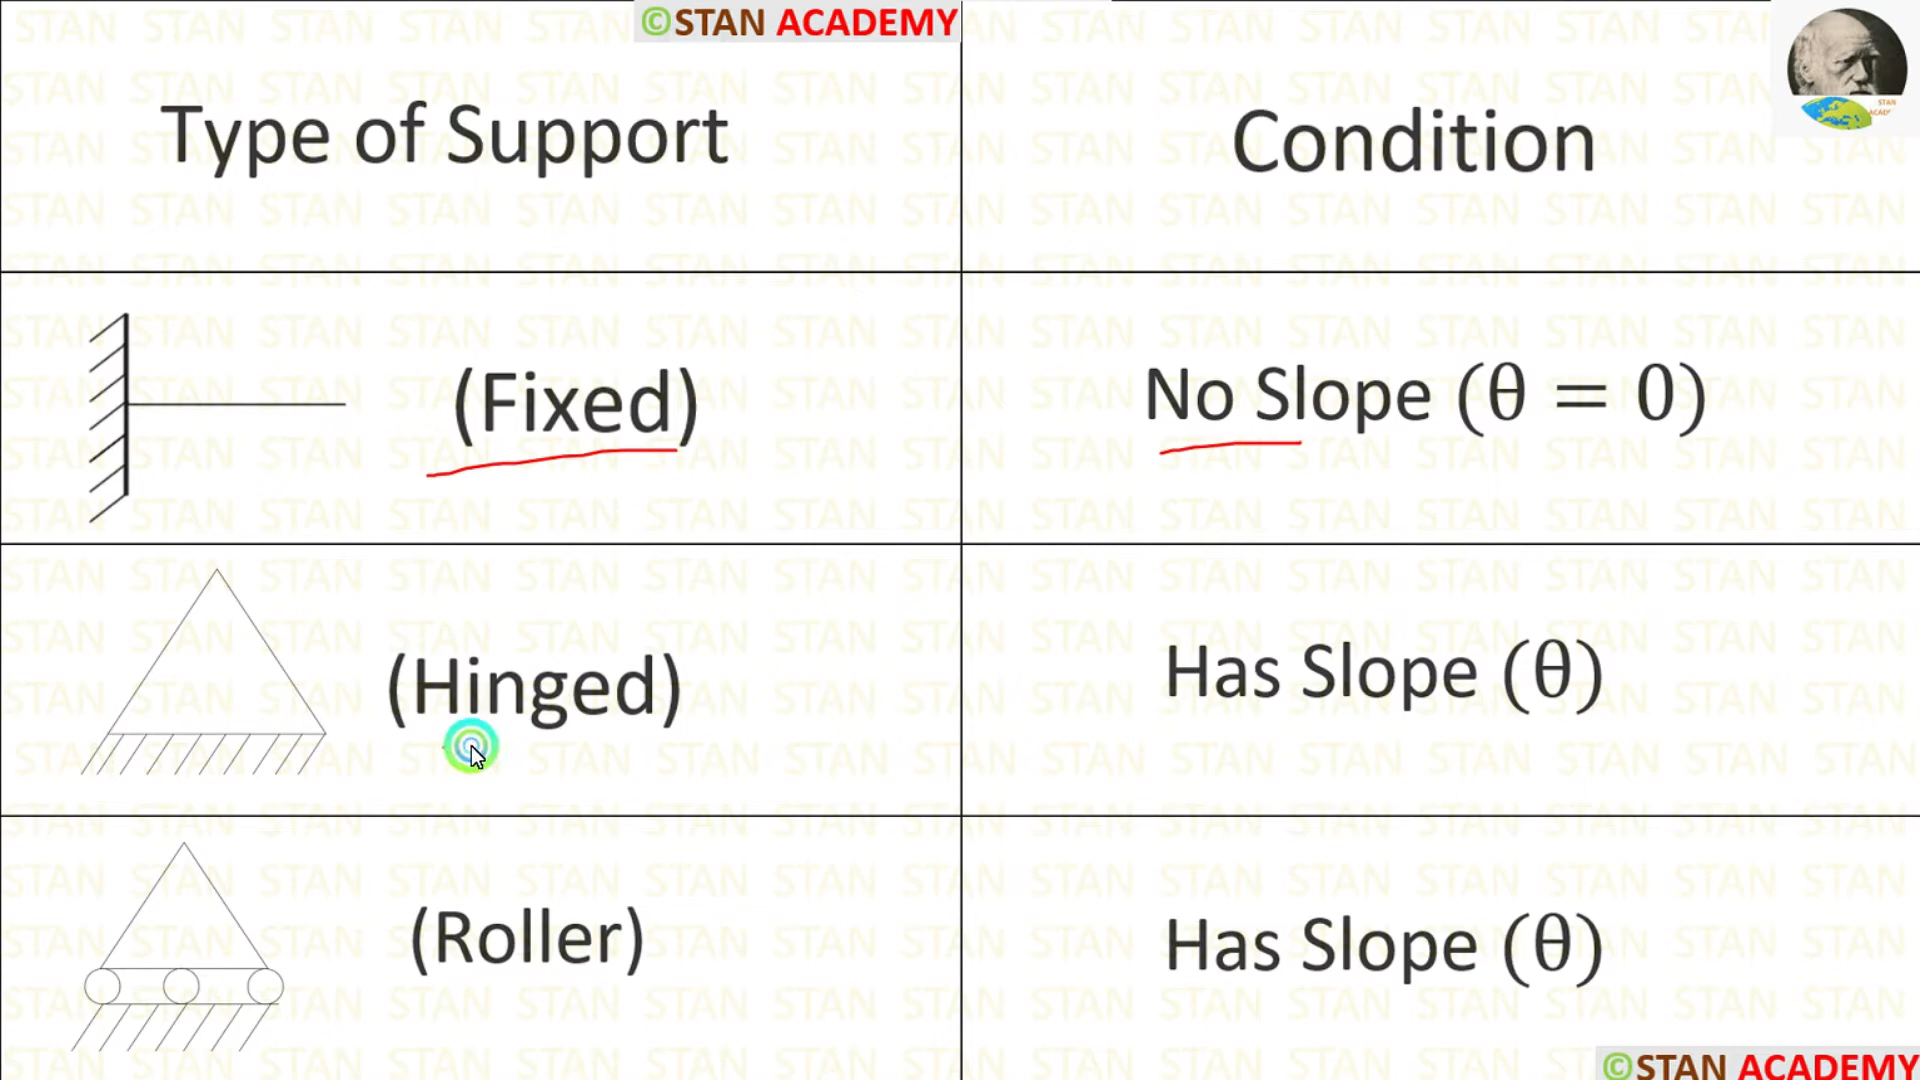 ©STAN ACADEMY
Type of Support
Condition
(Fixed)
No Slope (θ = 0)
(Hinged)
Has Slope (θ)
(Roller)
Has Slope (θ)
©STAN ACADEMY